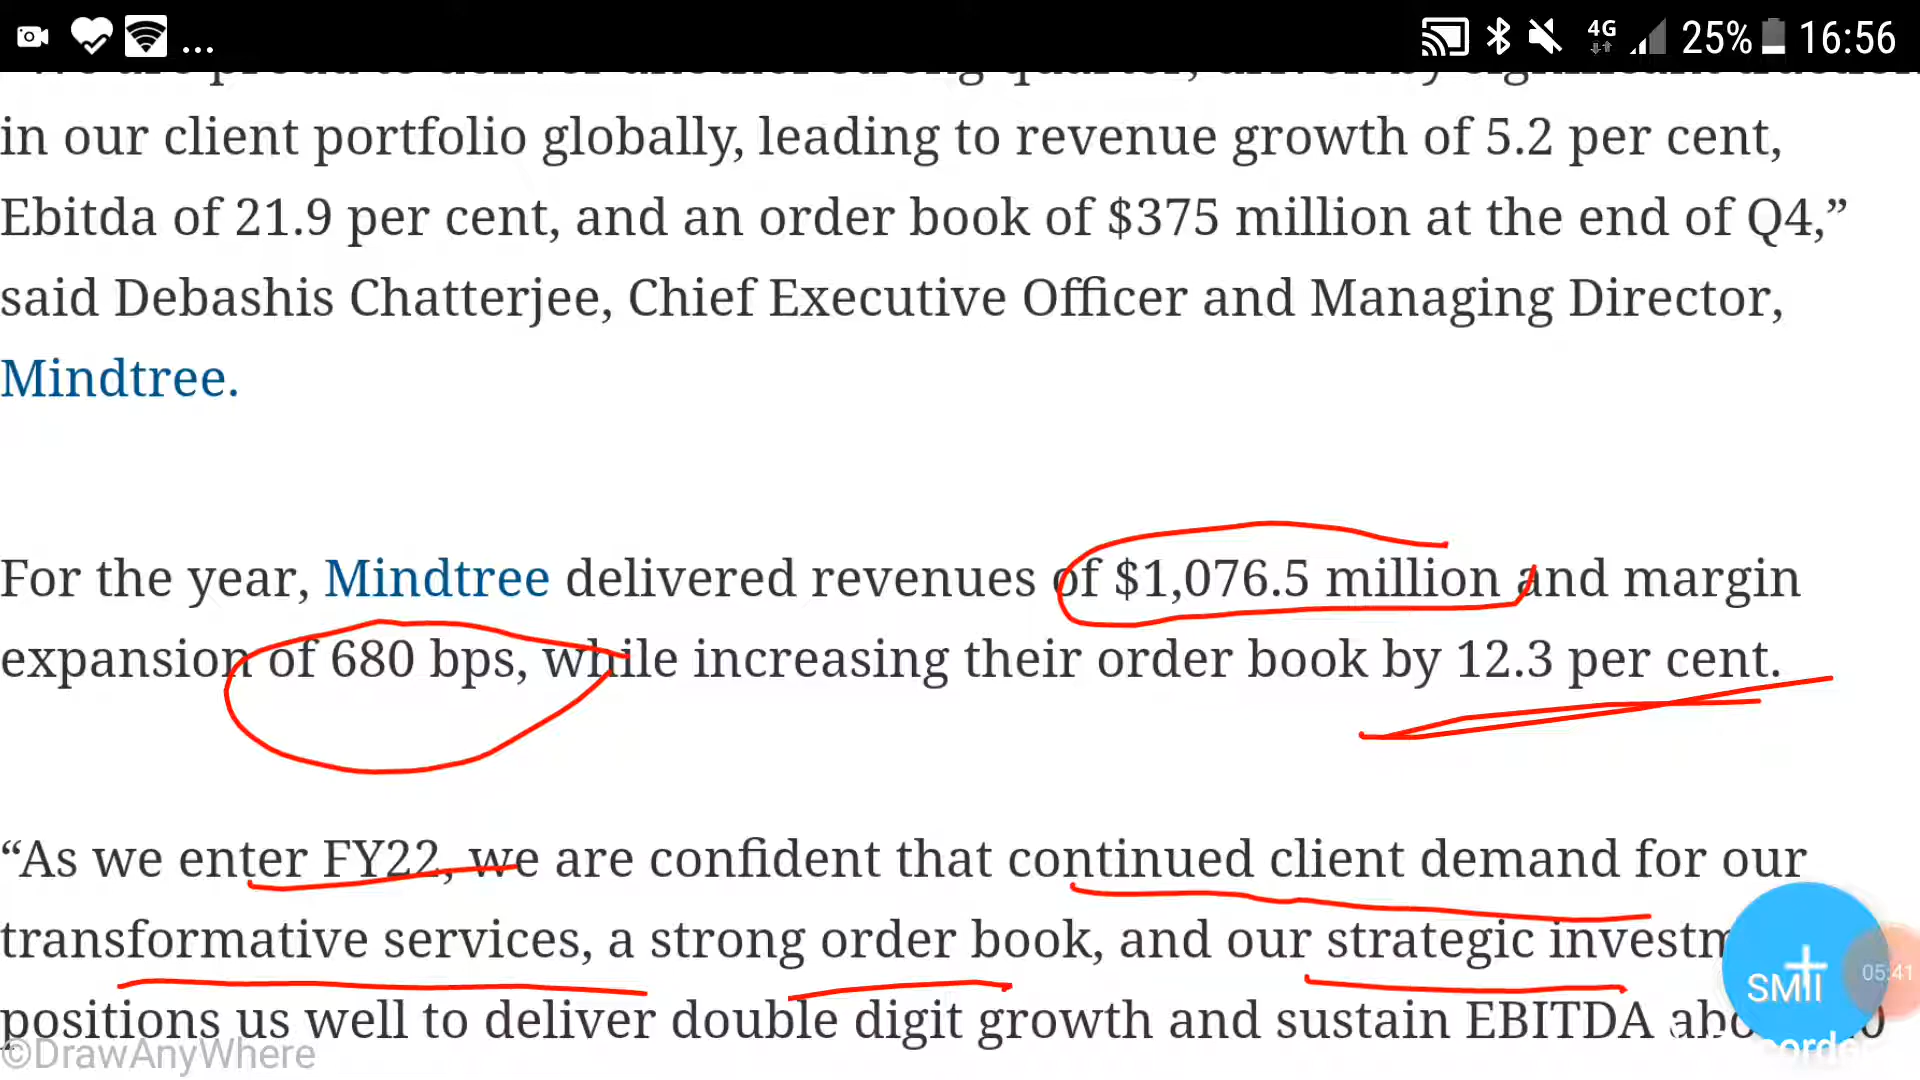 ... 4G 25% 16:56
in our client portfolio globally, leading to revenue growth of 5.2 per cent,
Ebitda of 21.9 per cent, and an order book of $375 million at the end of Q4,”
said Debashis Chatterjee, Chief Executive Officer and Managing Director,
Mindtree.
For the year, Mindtree delivered revenues of $1,076.5 million and margin
expansion of 680 bps, while increasing their order book by 12.3 per cent.
“As we enter FY22, we are confident that continued client demand for our
transformative services, a strong order book, and our strategic
05:41
positions us well to deliver double digit growth and sustain EBITDA
©DrawAnyWhere